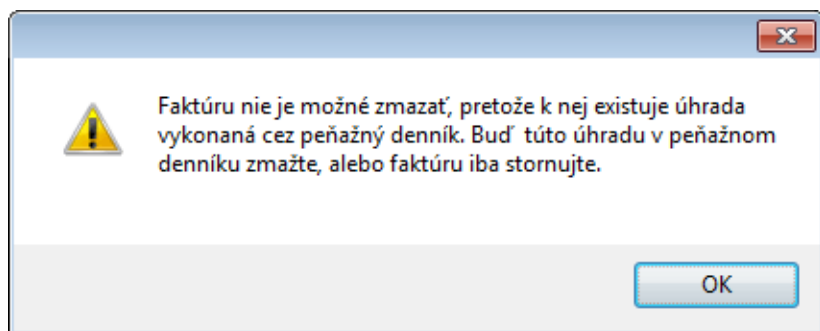 Faktúru nie je možné zmazať, pretože k nej existuje úhrada
vykonaná cez peňažný denník. Buď túto úhradu v peňažnom
denníku zmažte, alebo faktúru iba stornujte.
OK